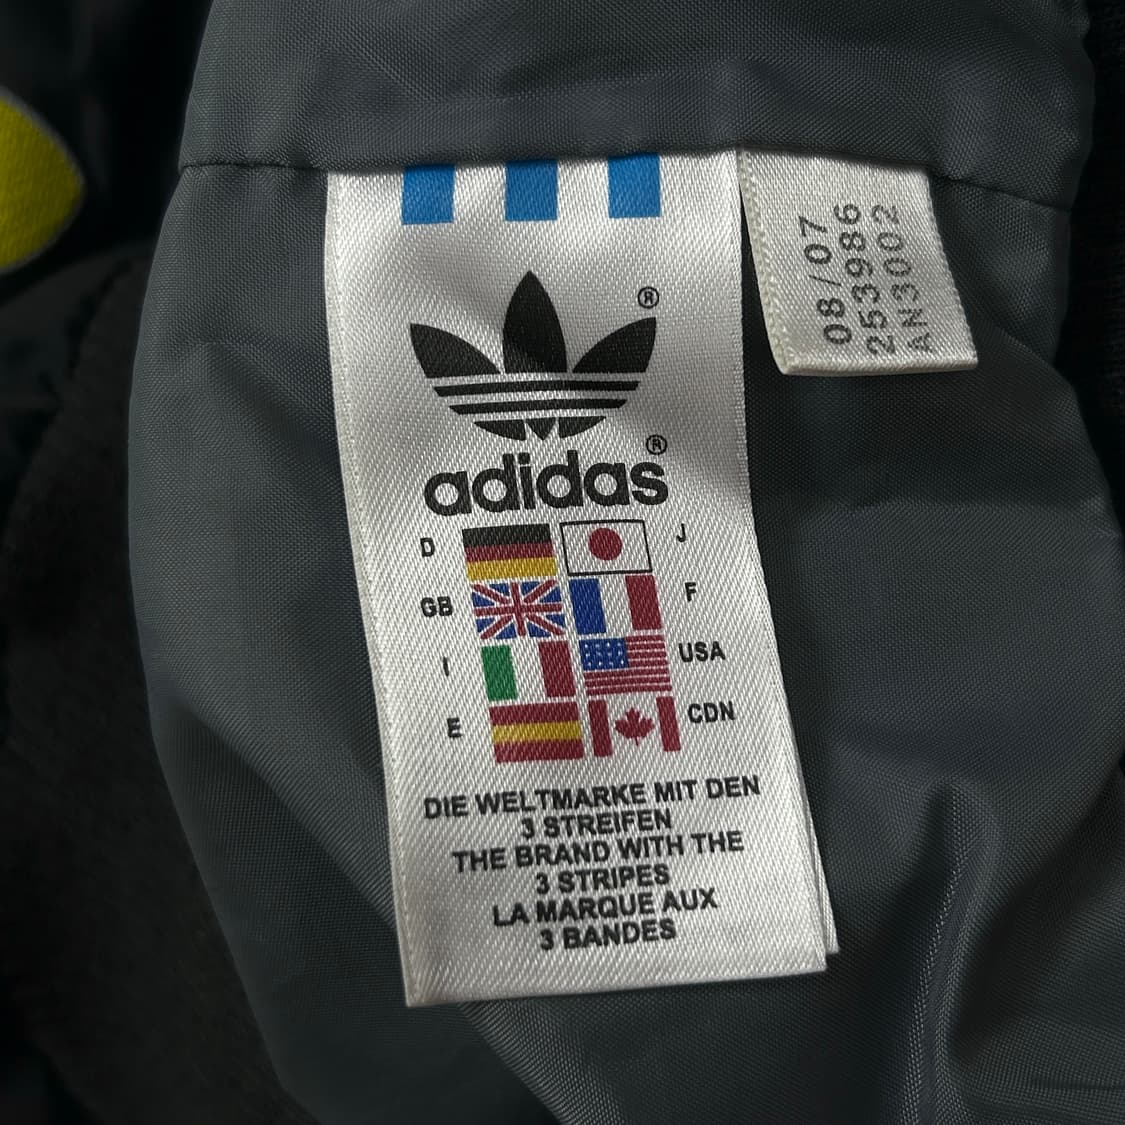 ®
®
adidas
D J
GB F
I USA
E CDN
DIE WELTMARKE MIT DEN
3 STREIFEN
THE BRAND WITH THE
3 STRIPES
LA MARQUE AUX
3 BANDES
08/07
253986
AN3002